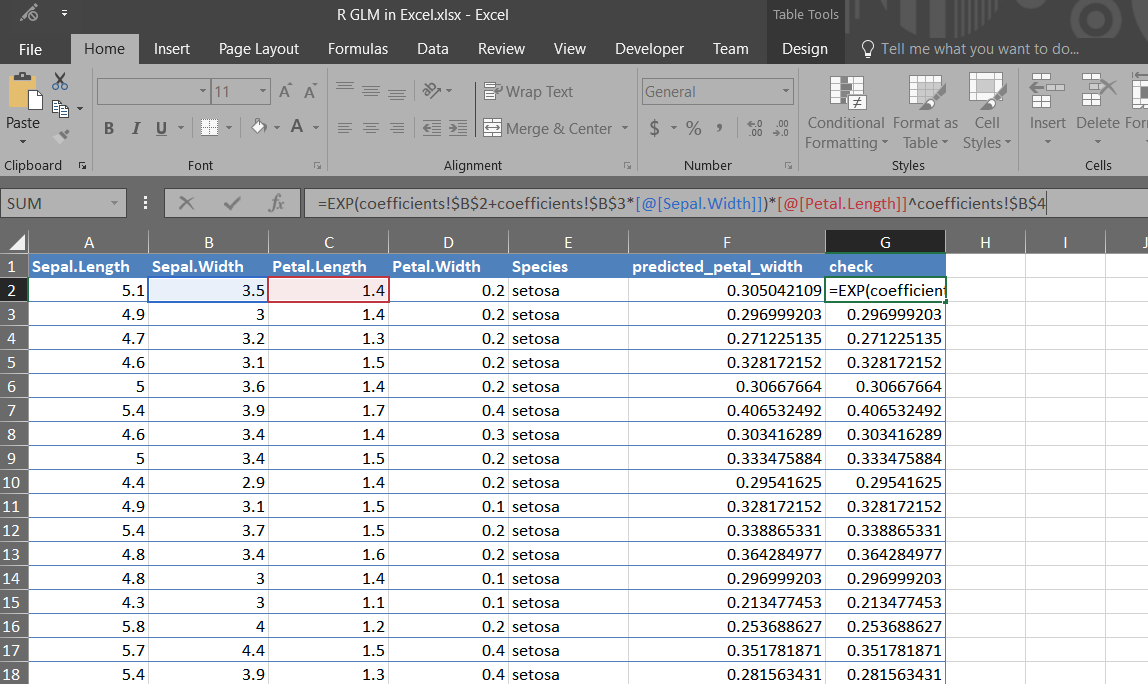 R GLM in Excel.xlsx - Excel
Table Tools
File Home Insert Page Layout Formulas Data Review View Developer Team Design Tell me what you want to do...
Paste
Clipboard
11 A A
B I U A
Font
Wrap Text
Merge & Center
Alignment
General
$ % , .00 .0
Number
Conditional Formatting
Format as Table
Cell Styles
Styles
Insert Delete For
Cells
SUM fx =EXP(coefficients!$B$2+coefficients!$B$3*[@[Sepal.Width]])*[@[Petal.Length]]^coefficients!$B$4
A B C D E F G H I J
1 Sepal.Length Sepal.Width Petal.Length Petal.Width Species predicted_petal_width check
2 5.1 3.5 1.4 0.2 setosa 0.305042109 =EXP(coefficient
3 4.9 3 1.4 0.2 setosa 0.296999203 0.296999203
4 4.7 3.2 1.3 0.2 setosa 0.271225135 0.271225135
5 4.6 3.1 1.5 0.2 setosa 0.328172152 0.328172152
6 5 3.6 1.4 0.2 setosa 0.30667664 0.30667664
7 5.4 3.9 1.7 0.4 setosa 0.406532492 0.406532492
8 4.6 3.4 1.4 0.3 setosa 0.303416289 0.303416289
9 5 3.4 1.5 0.2 setosa 0.333475884 0.333475884
10 4.4 2.9 1.4 0.2 setosa 0.29541625 0.29541625
11 4.9 3.1 1.5 0.1 setosa 0.328172152 0.328172152
12 5.4 3.7 1.5 0.2 setosa 0.338865331 0.338865331
13 4.8 3.4 1.6 0.2 setosa 0.364284977 0.364284977
14 4.8 3 1.4 0.1 setosa 0.296999203 0.296999203
15 4.3 3 1.1 0.1 setosa 0.213477453 0.213477453
16 5.8 4 1.2 0.2 setosa 0.253688627 0.253688627
17 5.7 4.4 1.5 0.4 setosa 0.351781871 0.351781871
18 5.4 3.9 1.3 0.4 setosa 0.281563431 0.281563431